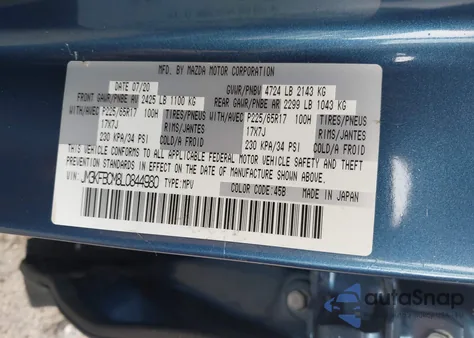 MFD. BY MAZDA MOTOR CORPORATION
DATE 07/20 GVWR/PNBV 4724 LB 2143 KG
FRONT GAWR/PNBE AV 2425 LB 1100 KG REAR GAWR/PNBE AR 2299 LB 1043 KG
WITH/AVEC P225/65R17 100H TIRES/PNEU WITH/AVEC P225/65R17 100H TIRES/PNEU
17X7J RIMS/JANTES 17X7J RIMS/JANTES
230 KPA/34 PSI COLD/A FROID 230 KPA/34 PSI COLD/A FROID
THIS VEHICLE CONFORMS TO ALL APPLICABLE FEDERAL MOTOR VEHICLE SAFETY AND THEFT
PREVENTION STANDARDS IN EFFECT ON THE DATE OF MANUFACTURE SHOWN ABOVE.
VIN: JM3KFBCM8L0844980 TYPE:MPV COLOR CODE:45B MADE IN JAPAN
autoSnap